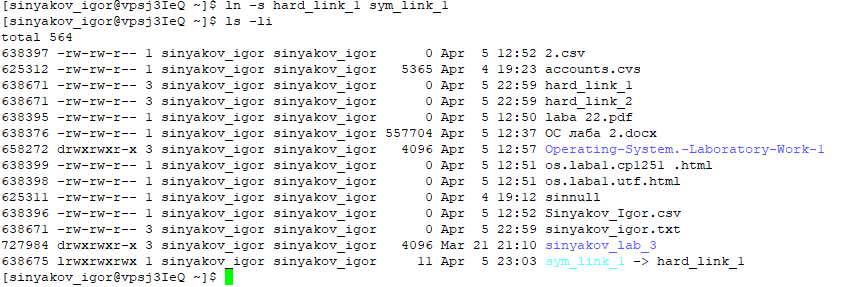 [sinyakov_igor@vpsj3IeQ ~]$ ln -s hard_link_1 sym_link_1
[sinyakov_igor@vpsj3IeQ ~]$ ls -li
total 564
638397 -rw-rw-r-- 1 sinyakov_igor sinyakov_igor      0 Apr  5 12:52 2.csv
625312 -rw-rw-r-- 1 sinyakov_igor sinyakov_igor   5365 Apr  4 19:23 accounts.cvs
638671 -rw-rw-r-- 3 sinyakov_igor sinyakov_igor      0 Apr  5 22:59 hard_link_1
638671 -rw-rw-r-- 3 sinyakov_igor sinyakov_igor      0 Apr  5 22:59 hard_link_2
638395 -rw-rw-r-- 1 sinyakov_igor sinyakov_igor      0 Apr  5 12:50 laba 22.pdf
638376 -rw-rw-r-- 1 sinyakov_igor sinyakov_igor 557704 Apr  5 12:37 ОС лаба 2.docx
658272 drwxrwxr-x 3 sinyakov_igor sinyakov_igor   4096 Apr  5 12:57 Operating-System.-Laboratory-Work-1
638399 -rw-rw-r-- 1 sinyakov_igor sinyakov_igor      0 Apr  5 12:51 os.laba1.cp1251 .html
638398 -rw-rw-r-- 1 sinyakov_igor sinyakov_igor      0 Apr  5 12:51 os.laba1.utf.html
625311 -rw-rw-r-- 1 sinyakov_igor sinyakov_igor      0 Apr  4 19:12 sinnull
638396 -rw-rw-r-- 1 sinyakov_igor sinyakov_igor      0 Apr  5 12:52 Sinyakov_Igor.csv
638671 -rw-rw-r-- 3 sinyakov_igor sinyakov_igor      0 Apr  5 22:59 sinyakov_igor.txt
727984 drwxrwxr-x 3 sinyakov_igor sinyakov_igor   4096 Mar 21 21:10 sinyakov_lab_3
638675 lrwxrwxrwx 1 sinyakov_igor sinyakov_igor     11 Apr  5 23:03 sym_link_1 -> hard_link_1
[sinyakov_igor@vpsj3IeQ ~]$